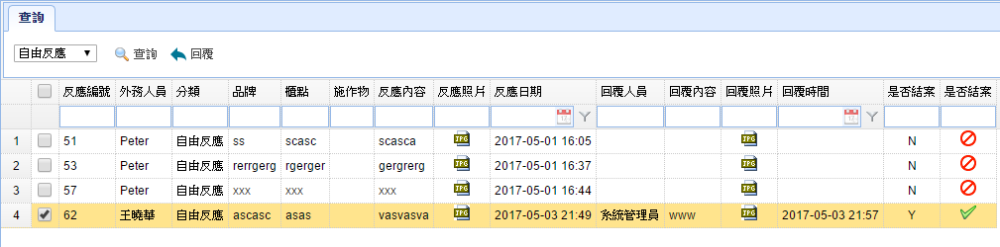 查詢
自由反應 查詢 回覆
反應編號 外務人員 分類 品牌 櫃點 施作物 反應內容 反應照片 反應日期 回覆人員 回覆內容 回覆照片 回覆時間 是否結案 是否結案
1 51 Peter 自由反應 ss scasc scasca JPG 2017-05-01 16:05 JPG N
2 53 Peter 自由反應 rerrgerg rgerger gergrerg JPG 2017-05-01 16:37 JPG N
3 57 Peter 自由反應 xxx xxx xxx JPG 2017-05-01 16:44 JPG N
4 62 王曉華 自由反應 ascasc asas vasvasva JPG 2017-05-03 21:49 系統管理員 www JPG 2017-05-03 21:57 Y